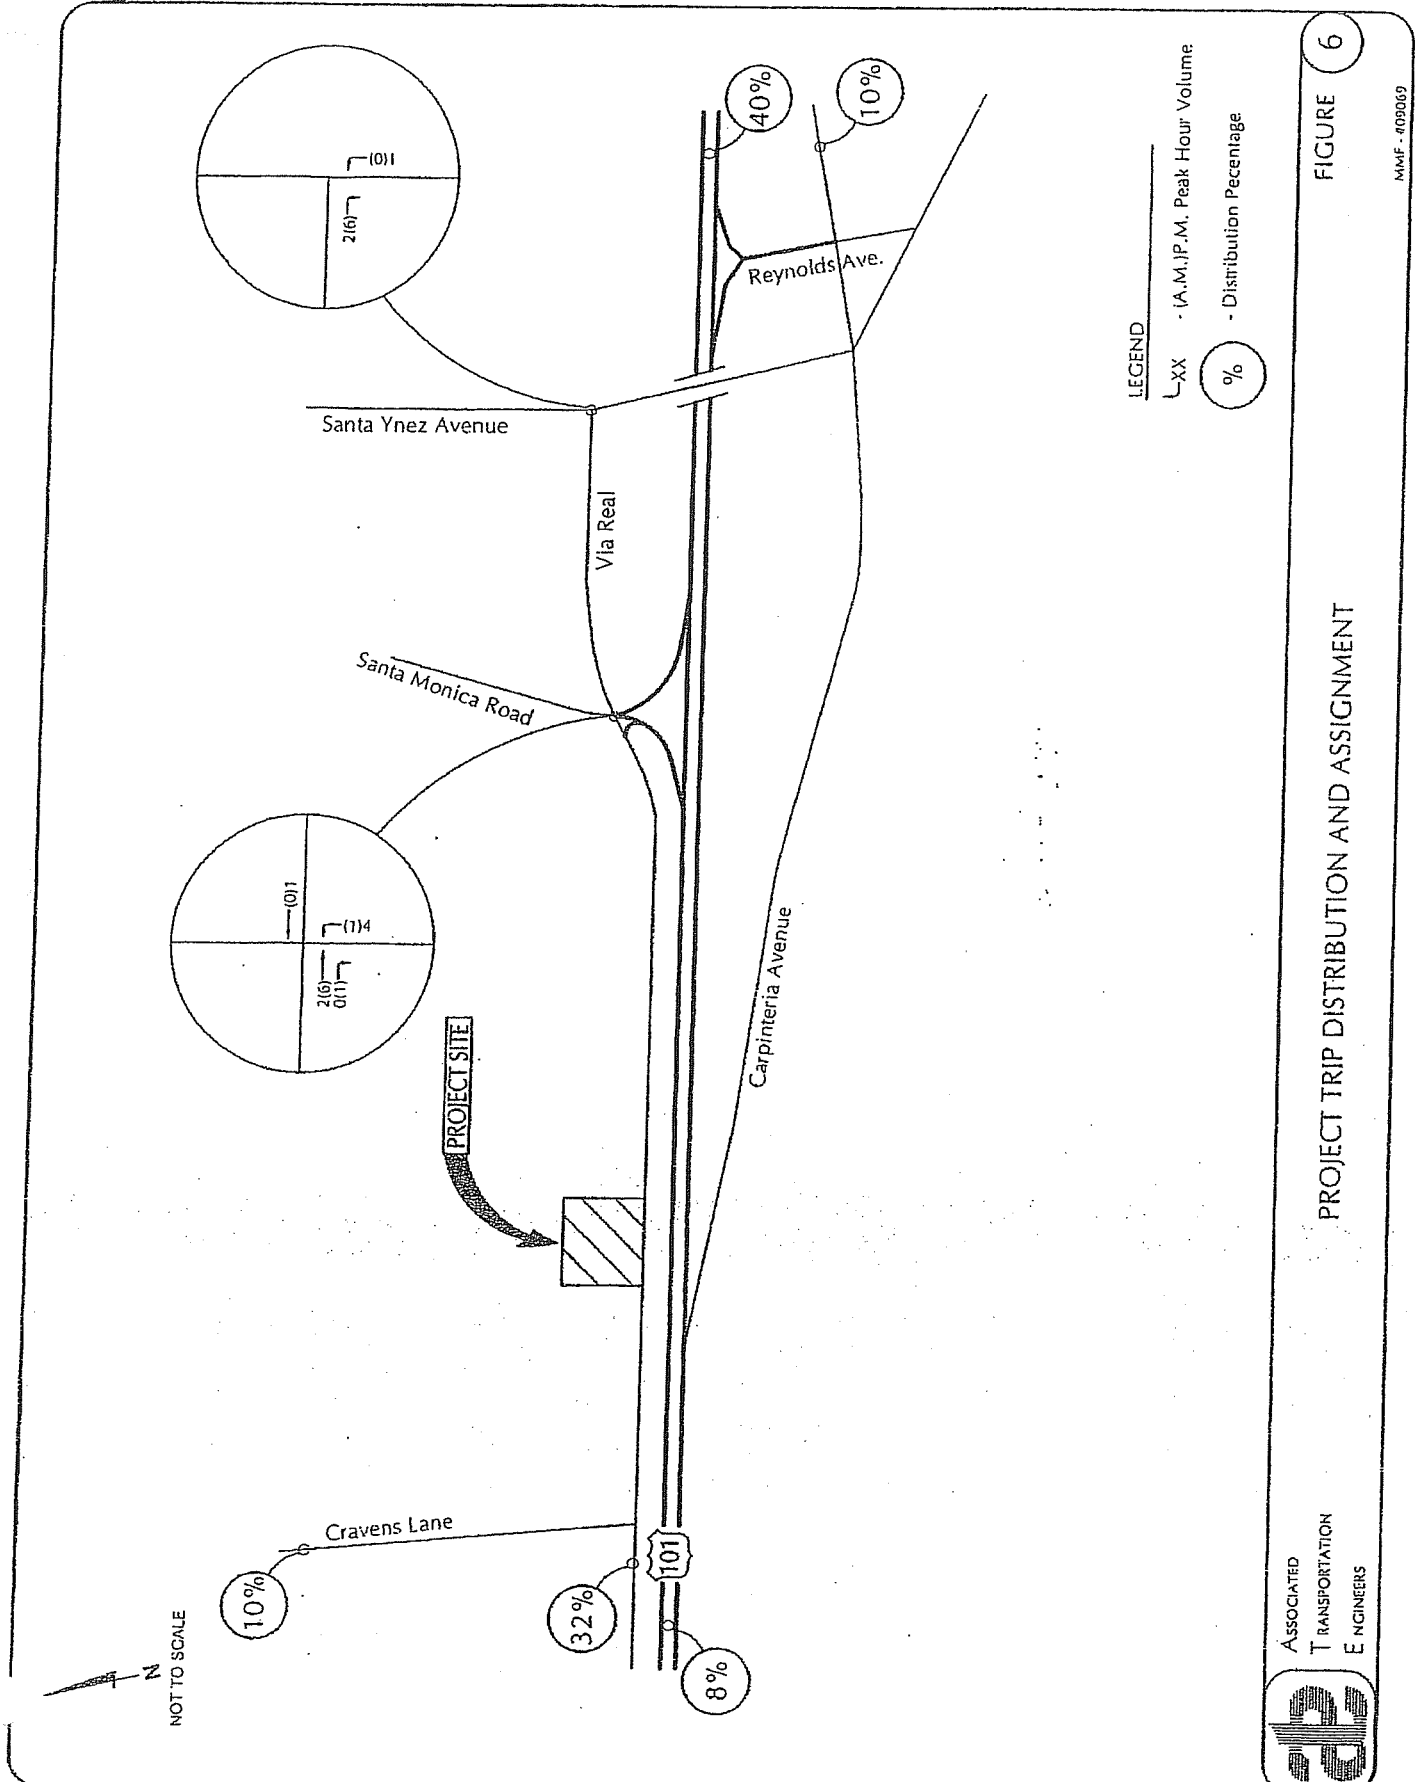 NOT TO SCALE
N
10%
Cravens Lane
32%
101
8%
PROJECT SITE
(0)1
2(6)
0(1)
(1)4
Santa Monica Road
Via Real
Carpinteria Avenue
Santa Ynez Avenue
2(6)
(0)1
Reynolds Ave.
40%
10%
LEGEND
XX - (A.M.)P.M. Peak Hour Volume
% - Distribution Pecentage
ASSOCIATED
TRANSPORTATION
ENGINEERS
PROJECT TRIP DISTRIBUTION AND ASSIGNMENT
FIGURE 6
MMF - #09069